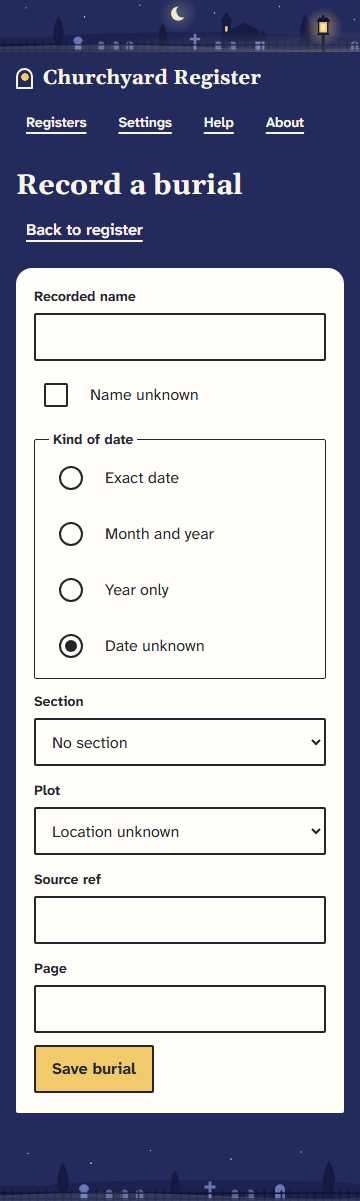 Churchyard Register
Registers Settings Help About
Record a burial
Back to register
Recorded name
Name unknown
Kind of date
Exact date
Month and year
Year only
Date unknown
Section
No section
Plot
Location unknown
Source ref
Page
Save burial